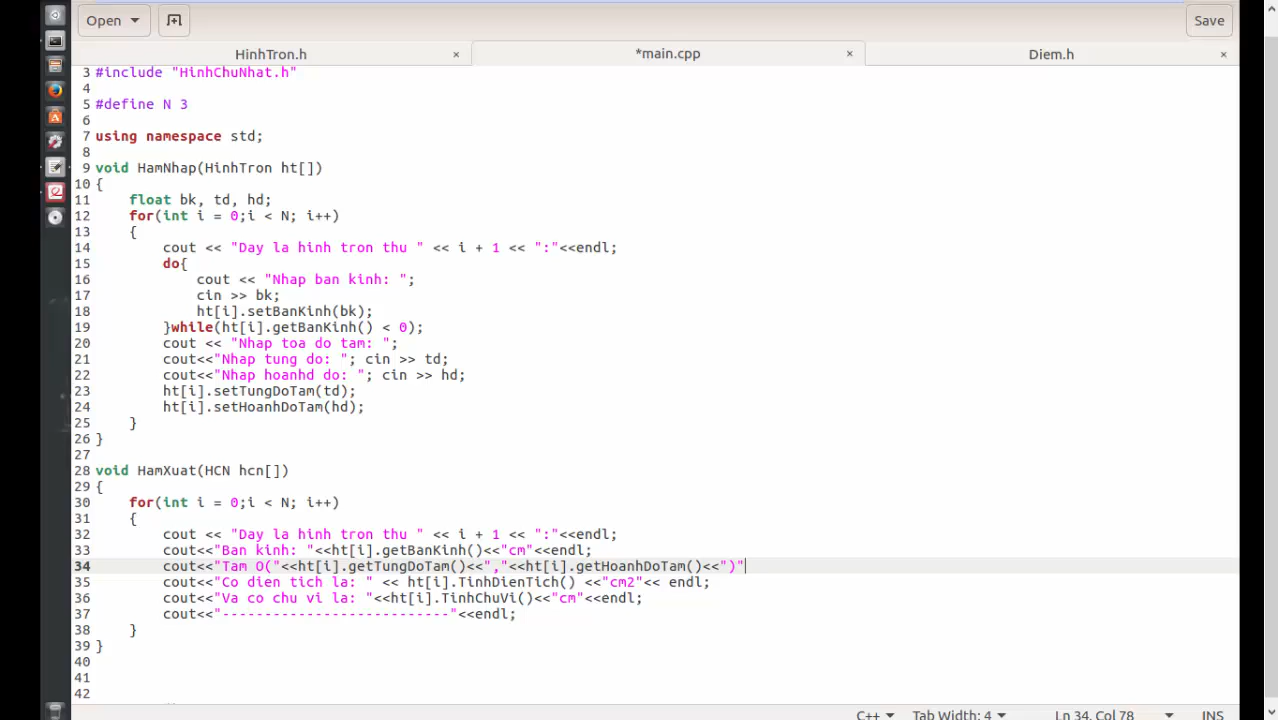 Open
Save
HinhTron.h × *main.cpp × Diem.h ×
3 #include "HinhChuNhat.h"
4
5 #define N 3
6
7 using namespace std;
8
9 void HamNhap(HinhTron ht[])
10 {
11 float bk, td, hd;
12 for(int i = 0;i < N; i++)
13 {
14 cout << "Day la hinh tron thu " << i + 1 << ":"<<endl;
15 do{
16 cout << "Nhap ban kinh: ";
17 cin >> bk;
18 ht[i].setBanKinh(bk);
19 }while(ht[i].getBanKinh() < 0);
20 cout << "Nhap toa do tam: ";
21 cout<<"Nhap tung do: "; cin >> td;
22 cout<<"Nhap hoanhd do: "; cin >> hd;
23 ht[i].setTungDoTam(td);
24 ht[i].setHoanhDoTam(hd);
25 }
26 }
27
28 void HamXuat(HCN hcn[])
29 {
30 for(int i = 0;i < N; i++)
31 {
32 cout << "Day la hinh tron thu " << i + 1 << ":"<<endl;
33 cout<<"Ban kinh: "<<ht[i].getBanKinh()<<"cm"<<endl;
34 cout<<"Tam O("<<ht[i].getTungDoTam()<<","<<ht[i].getHoanhDoTam()<<")"
35 cout<<"Co dien tich la: " << ht[i].TinhDienTich() <<"cm2"<< endl;
36 cout<<"Va co chu vi la: "<<ht[i].TinhChuVi()<<"cm"<<endl;
37 cout<<"---------------------------"<<endl;
38 }
39 }
40
41
42
C++ Tab Width: 4 Ln 34, Col 78 INS